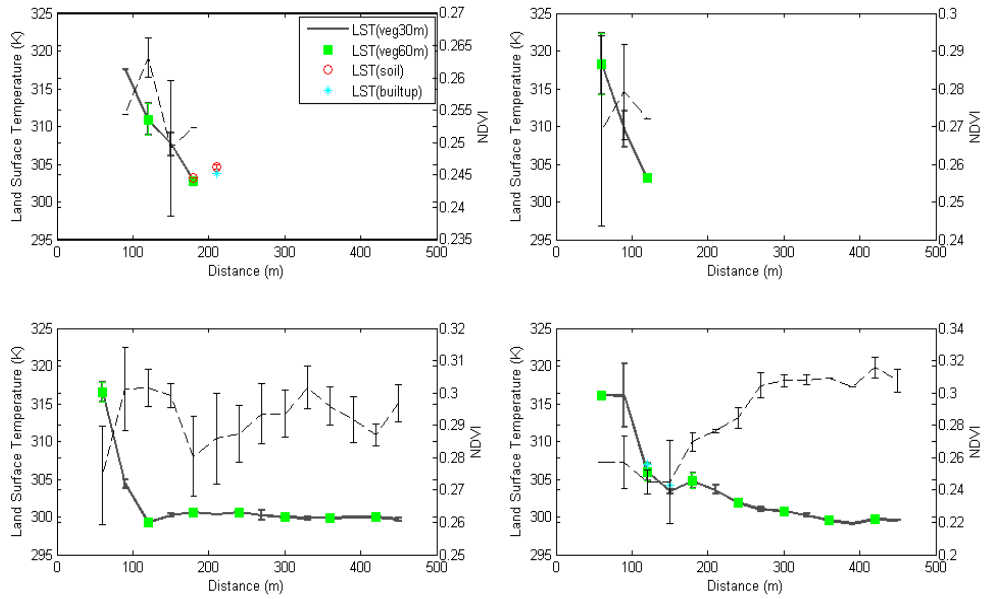 325
320
315
310
305
300
295
Land Surface Temperature (K)
0 100 200 300 400 500
Distance (m)
0.27
0.265
0.26
0.255
0.25
0.245
0.24
0.235
NDVI
LST(veg30m)
LST(veg60m)
LST(soil)
LST(builtup)
325
320
315
310
305
300
295
Land Surface Temperature (K)
0 100 200 300 400 500
Distance (m)
0.3
0.29
0.28
0.27
0.26
0.25
0.24
NDVI
325
320
315
310
305
300
295
Land Surface Temperature (K)
0 100 200 300 400 500
Distance (m)
0.32
0.31
0.3
0.29
0.28
0.27
0.26
0.25
NDVI
325
320
315
310
305
300
295
Land Surface Temperature (K)
0 100 200 300 400 500
Distance (m)
0.34
0.32
0.3
0.28
0.26
0.24
0.22
0.2
NDVI